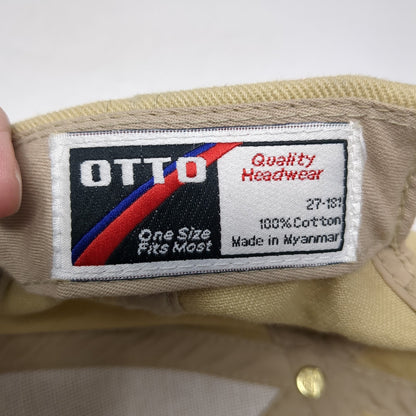 OTTO
One Size
Fits Most
Quality
Headwear
27-181
100% Cotton
Made in Myanmar